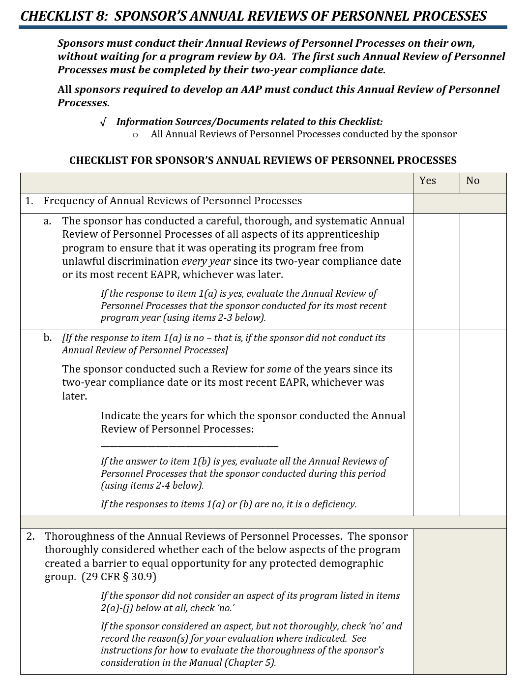 CHECKLIST 8:  SPONSOR'S ANNUAL REVIEWS OF PERSONNEL PROCESSES
Sponsors must conduct their Annual Reviews of Personnel Processes on their own,
without waiting for a program review by OA.  The first such Annual Review of Personnel
Processes must be completed by their two-year compliance date.
All sponsors required to develop an AAP must conduct this Annual Review of Personnel
Processes.
√ Information Sources/Documents related to this Checklist:
o All Annual Reviews of Personnel Processes conducted by the sponsor
CHECKLIST FOR SPONSOR'S ANNUAL REVIEWS OF PERSONNEL PROCESSES
Yes No
1. Frequency of Annual Reviews of Personnel Processes
a. The sponsor has conducted a careful, thorough, and systematic Annual
Review of Personnel Processes of all aspects of its apprenticeship
program to ensure that it was operating its program free from
unlawful discrimination every year since its two-year compliance date
or its most recent EAPR, whichever was later.
If the response to item 1(a) is yes, evaluate the Annual Review of
Personnel Processes that the sponsor conducted for its most recent
program year (using items 2-3 below).
b. [If the response to item 1(a) is no – that is, if the sponsor did not conduct its
Annual Review of Personnel Processes]
The sponsor conducted such a Review for some of the years since its
two-year compliance date or its most recent EAPR, whichever was
later.
Indicate the years for which the sponsor conducted the Annual
Review of Personnel Processes:
If the answer to item 1(b) is yes, evaluate all the Annual Reviews of
Personnel Processes that the sponsor conducted during this period
(using items 2-4 below).
If the responses to items 1(a) or (b) are no, it is a deficiency.
2. Thoroughness of the Annual Reviews of Personnel Processes.  The sponsor
thoroughly considered whether each of the below aspects of the program
created a barrier to equal opportunity for any protected demographic
group.  (29 CFR § 30.9)
If the sponsor did not consider an aspect of its program listed in items
2(a)-(j) below at all, check 'no.'
If the sponsor considered an aspect, but not thoroughly, check 'no' and
record the reason(s) for your evaluation where indicated.  See
instructions for how to evaluate the thoroughness of the sponsor's
consideration in the Manual (Chapter 5).